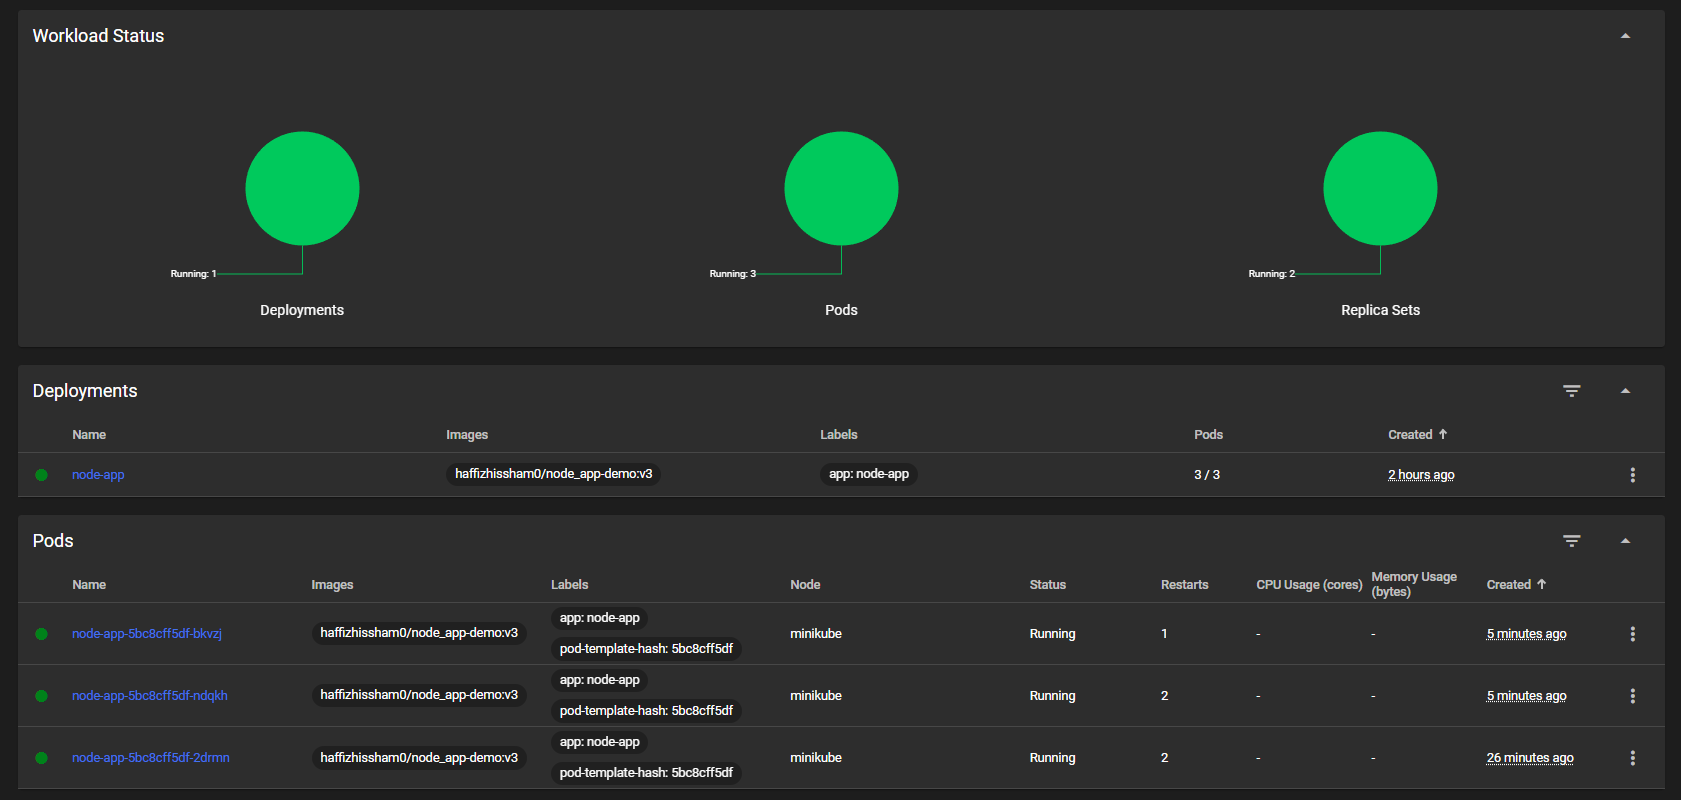 Workload Status
Running: 1
Running: 3
Running: 2
Deployments
Pods
Replica Sets
Deployments
Name Images Labels Pods Created
node-app haffizhissham0/node_app-demo:v3 app: node-app 3 / 3 2 hours ago
Pods
Name Images Labels Node Status Restarts CPU Usage (cores) Memory Usage (bytes) Created
node-app-5bc8cff5df-bkvzj haffizhissham0/node_app-demo:v3 app: node-app minikube Running 1 - - 5 minutes ago
pod-template-hash: 5bc8cff5df
node-app-5bc8cff5df-ndqkh haffizhissham0/node_app-demo:v3 app: node-app minikube Running 2 - - 5 minutes ago
pod-template-hash: 5bc8cff5df
node-app-5bc8cff5df-2drmn haffizhissham0/node_app-demo:v3 app: node-app minikube Running 2 - - 26 minutes ago
pod-template-hash: 5bc8cff5df